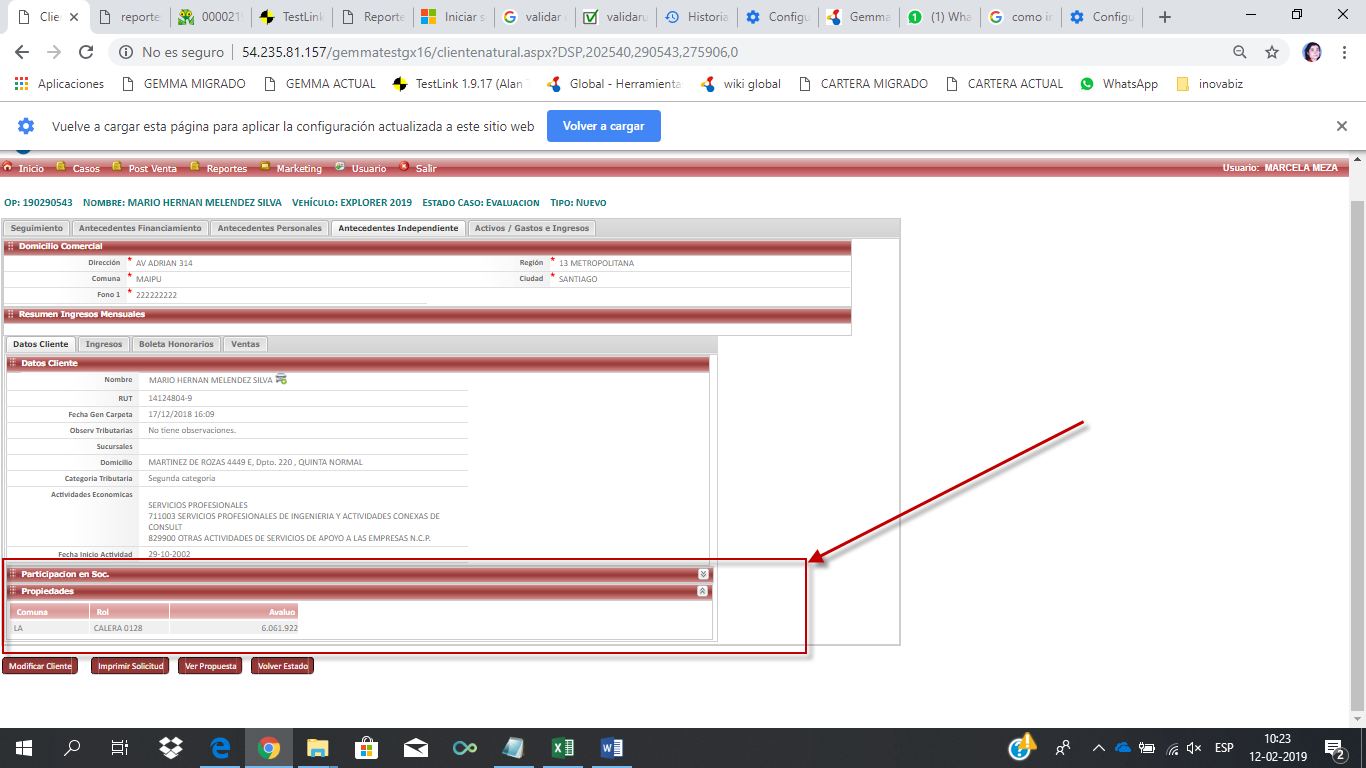 Clie
reportes
0000219
TestLink
Reporte
Iniciar s
validar
validaru
Historia
Configu
Gemma
(1) Wha
como in
Configu
No es seguro | 54.235.81.157/gemmatestgx16/clientenatural.aspx?DSP,202540,290543,275906,0
Aplicaciones GEMMA MIGRADO GEMMA ACTUAL TestLink 1.9.17 (Alan Global - Herramienta wiki global CARTERA MIGRADO CARTERA ACTUAL WhatsApp inovabiz
Vuelve a cargar esta página para aplicar la configuración actualizada a este sitio web Volver a cargar
Inicio Casos Post Venta Reportes Marketing Usuario Salir Usuario: MARCELA MEZA
Op: 190290543 Nombre: MARIO HERNAN MELENDEZ SILVA Vehículo: EXPLORER 2019 Estado Caso: Evaluacion Tipo: Nuevo
Seguimiento Antecedentes Financiamiento Antecedentes Personales Antecedentes Independiente Activos / Gastos e Ingresos
Domicilio Comercial
Dirección * AV ADRIAN 314 Región * 13 METROPOLITANA
Comuna * MAIPU Ciudad * SANTIAGO
Fono 1 * 222222222
Resumen Ingresos Mensuales
Datos Cliente Ingresos Boleta Honorarios Ventas
Datos Cliente
Nombre MARIO HERNAN MELENDEZ SILVA
RUT 14124804-9
Fecha Gen Carpeta 17/12/2018 16:09
Observ Tributarias No tiene observaciones.
Sucursales
Domicilio MARTINEZ DE ROZAS 4449 E, Dpto. 220 , QUINTA NORMAL
Categoria Tributaria Segunda categoría
Actividades Economicas
SERVICIOS PROFESIONALES
711003 SERVICIOS PROFESIONALES DE INGENIERIA Y ACTIVIDADES CONEXAS DE
CONSULT
829900 OTRAS ACTIVIDADES DE SERVICIOS DE APOYO A LAS EMPRESAS N.C.P.
Fecha Inicio Actividad 29-10-2002
Participacion en Soc.
Propiedades
Comuna Rol Avaluo
LA CALERA 0128 6.061.922
Modificar Cliente Imprimir Solicitud Ver Propuesta Volver Estado
ESP
10:23
12-02-2019
2